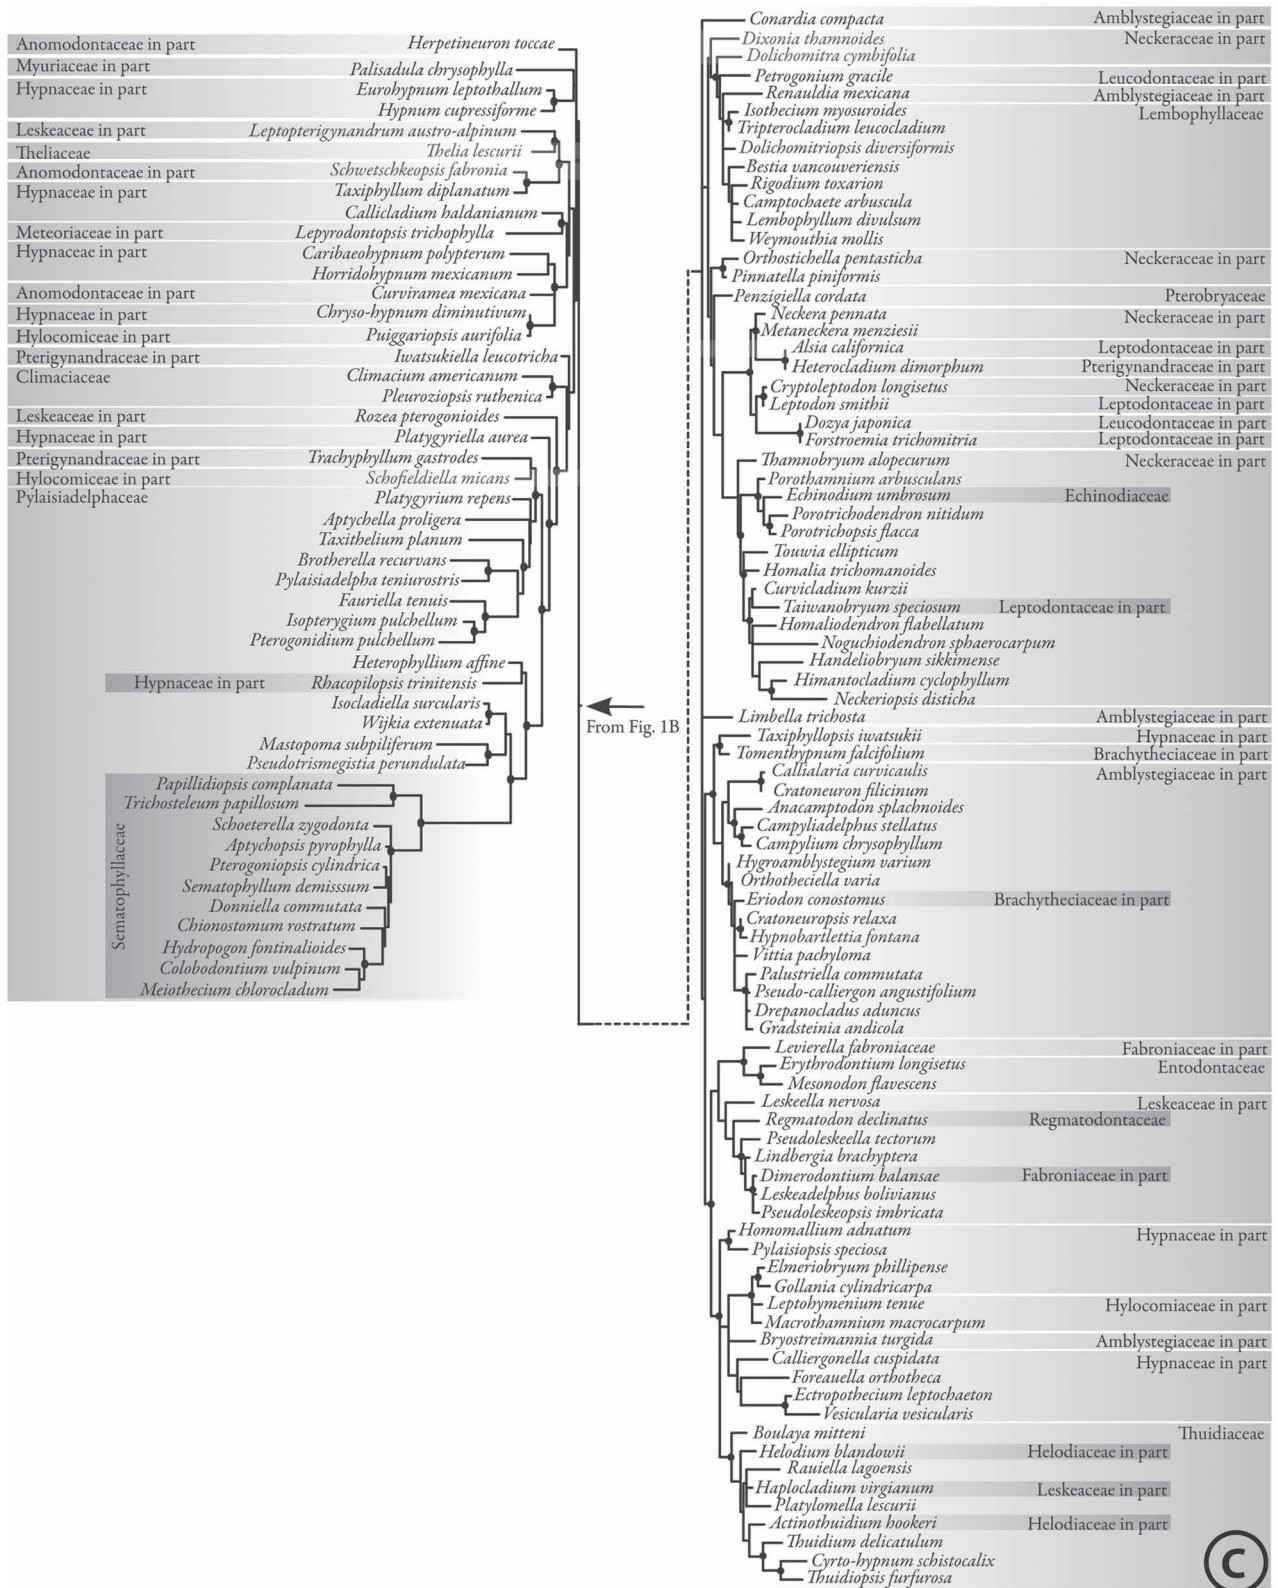 Anomodontaceae in part Herpetineuron toccae
Myuriaceae in part Palisadula chrysophylla
Hypnaceae in part Eurohypnum leptothallum
Hypnum cupressiforme
Leskeaceae in part Leptopterigynandrum austro-alpinum
Theliaceae Thelia lescurii
Anomodontaceae in part Schwetschkeopsis fabronia
Hypnaceae in part Taxiphyllum diplanatum
Callicladium haldanianum
Meteoriaceae in part Lepyrodontopsis trichophylla
Hypnaceae in part Caribaeohypnum polypterum
Horridohypnum mexicanum
Anomodontaceae in part Curviramea mexicana
Hypnaceae in part Chryso-hypnum diminutivum
Hylocomiceae in part Puiggariopsis aurifolia
Pterigynandraceae in part Iwatsukiella leucotricha
Climaciaceae Climacium americanum
Pleuroziopsis ruthenica
Leskeaceae in part Rozea pterogonioides
Hypnaceae in part Platygyriella aurea
Pterigynandraceae in part Trachyphyllum gastrodes
Hylocomiceae in part Schofieldiella micans
Pylaisiadelphaceae Platygyrium repens
Aptychella proligera
Taxithelium planum
Brotherella recurvans
Pylaisiadelpha teniurostris
Fauriella tenuis
Isopterygium pulchellum
Pterogonidium pulchellum
Heterophyllium affine
Hypnaceae in part Rhacopilopsis trinitensis
Isocladiella surcularis
Wijkia extenuata
Mastopoma subpiliferum
Pseudotrismegistia perundulata
Papillidiopsis complanata
Trichosteleum papillosum
Schoeterella zygodonta
Aptychopsis pyrophylla
Pterogoniopsis cylindrica
Sematophyllum demisssum
Donniella commutata
Chionostomum rostratum
Hydropogon fontinalioides
Colobodontium vulpinum
Meiothecium chlorocladum
Sematophyllaceae
From Fig. 1B
Conardia compacta Amblystegiaceae in part
Dixonia thamnoides Neckeraceae in part
Dolichomitra cymbifolia
Petrogonium gracile Leucodontaceae in part
Renauldia mexicana Amblystegiaceae in part
Isothecium myosuroides Lembophyllaceae
Tripterocladium leucocladium
Dolichomitriopsis diversiformis
Bestia vancouveriensis
Rigodium toxarion
Camptochaete arbuscula
Lembophyllum divulsum
Weymouthia mollis
Orthostichella pentasticha Neckeraceae in part
Pinnatella piniformis
Penzigiella cordata Pterobryaceae
Neckera pennata Neckeraceae in part
Metaneckera menziesii
Alsia californica Leptodontaceae in part
Heterocladium dimorphum Pterigynandraceae in part
Cryptoleptodon longisetus Neckeraceae in part
Leptodon smithii Leptodontaceae in part
Dozya japonica Leucodontaceae in part
Forstroemia trichomitria Leptodontaceae in part
Thamnobryum alopecurum Neckeraceae in part
Porothamnium arbusculans
Echinodium umbrosum Echinodiaceae
Porotrichodendron nitidum
Porotrichopsis flacca
Touwia ellipticum
Homalia trichomanoides
Curvicladium kurzii
Taiwanobryum speciosum Leptodontaceae in part
Homaliodendron flabellatum
Noguchiodendron sphaerocarpum
Handeliobryum sikkimense
Himantocladium cyclophyllum
Neckeriopsis disticha
Limbella trichosta Amblystegiaceae in part
Taxiphyllopsis iwatsukii Hypnaceae in part
Tomenthypnum falcifolium Brachytheciaceae in part
Callialaria curvicaulis Amblystegiaceae in part
Cratoneuron filicinum
Anacamptodon splachnoides
Campyliadelphus stellatus
Campylium chrysophyllum
Hygroamblystegium varium
Orthotheciella varia
Eriodon conostomus Brachytheciaceae in part
Cratoneuropsis relaxa
Hypnobartlettia fontana
Vittia pachyloma
Palustriella commutata
Pseudo-calliergon angustifolium
Drepanocladus aduncus
Gradsteinia andicola
Levierella fabroniaceae Fabroniaceae in part
Erythrodontium longisetus Entodontaceae
Mesonodon flavescens
Leskeella nervosa Leskeaceae in part
Regmatodon declinatus Regmatodontaceae
Pseudoleskeella tectorum
Lindbergia brachyptera
Dimerodontium balansae Fabroniaceae in part
Leskeadelphus bolivianus
Pseudoleskeopsis imbricata
Homomallium adnatum Hypnaceae in part
Pylaisiopsis speciosa
Elmeriobryum phillipense
Gollania cylindricarpa
Leptohymenium tenue Hylocomiaceae in part
Macrothamnium macrocarpum
Bryostreimannia turgida Amblystegiaceae in part
Calliergonella cuspidata Hypnaceae in part
Foreauella orthotheca
Ectropothecium leptochaeton
Vesicularia vesicularis
Boulaya mitteni Thuidiaceae
Helodium blandowii Helodiaceae in part
Rauiella lagoensis
Haplocladium virgianum Leskeaceae in part
Platylomella lescurii
Actinothuidium hookeri Helodiaceae in part
Thuidium delicatulum
Cyrto-hypnum schistocalix
Thuidiopsis furfurosa
C